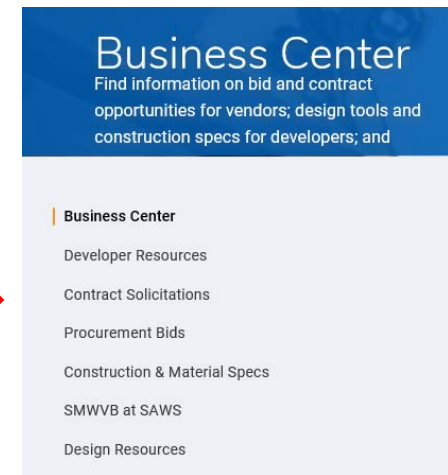 Business Center
Find information on bid and contract
opportunities for vendors; design tools and
construction specs for developers; and
Business Center
Developer Resources
Contract Solicitations
Procurement Bids
Construction & Material Specs
SMWVB at SAWS
Design Resources